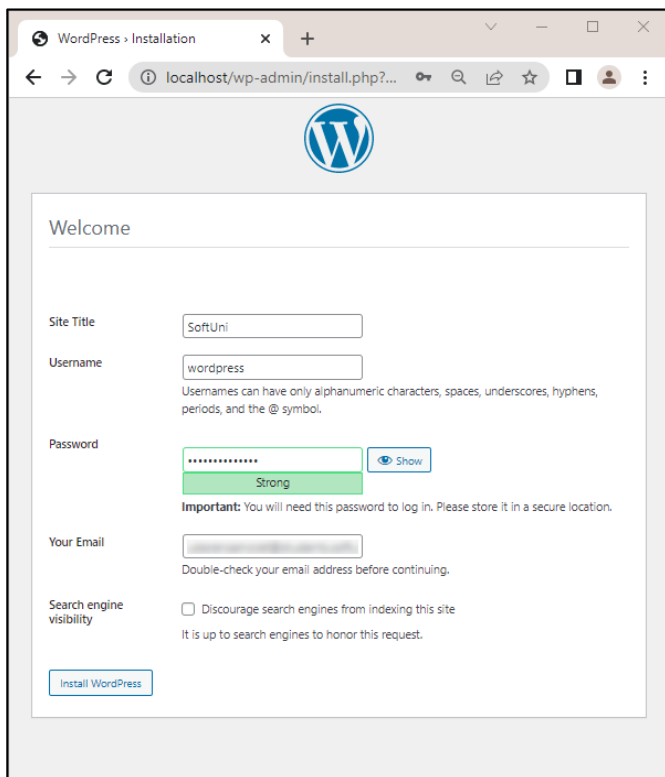 WordPress › Installation
localhost/wp-admin/install.php?...
Welcome
Site Title
SoftUni
Username
wordpress
Usernames can have only alphanumeric characters, spaces, underscores, hyphens,
periods, and the @ symbol.
Password
••••••••••••••
Show
Strong
Important: You will need this password to log in. Please store it in a secure location.
Your Email
Double-check your email address before continuing.
Search engine
visibility
Discourage search engines from indexing this site
It is up to search engines to honor this request.
Install WordPress